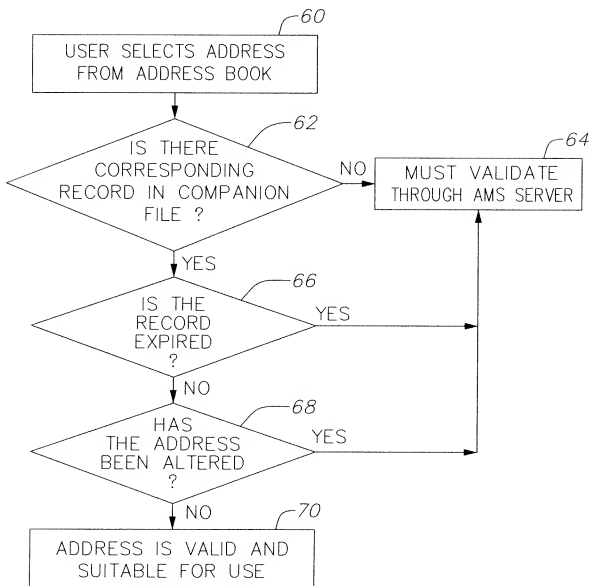 60
USER SELECTS ADDRESS
FROM ADDRESS BOOK
62
IS THERE
CORRESPONDING
RECORD IN COMPANION
FILE ?
NO
64
MUST VALIDATE
THROUGH AMS SERVER
YES
66
IS THE
RECORD
EXPIRED
?
YES
NO
68
HAS
THE ADDRESS
BEEN ALTERED
?
YES
NO
70
ADDRESS IS VALID AND
SUITABLE FOR USE